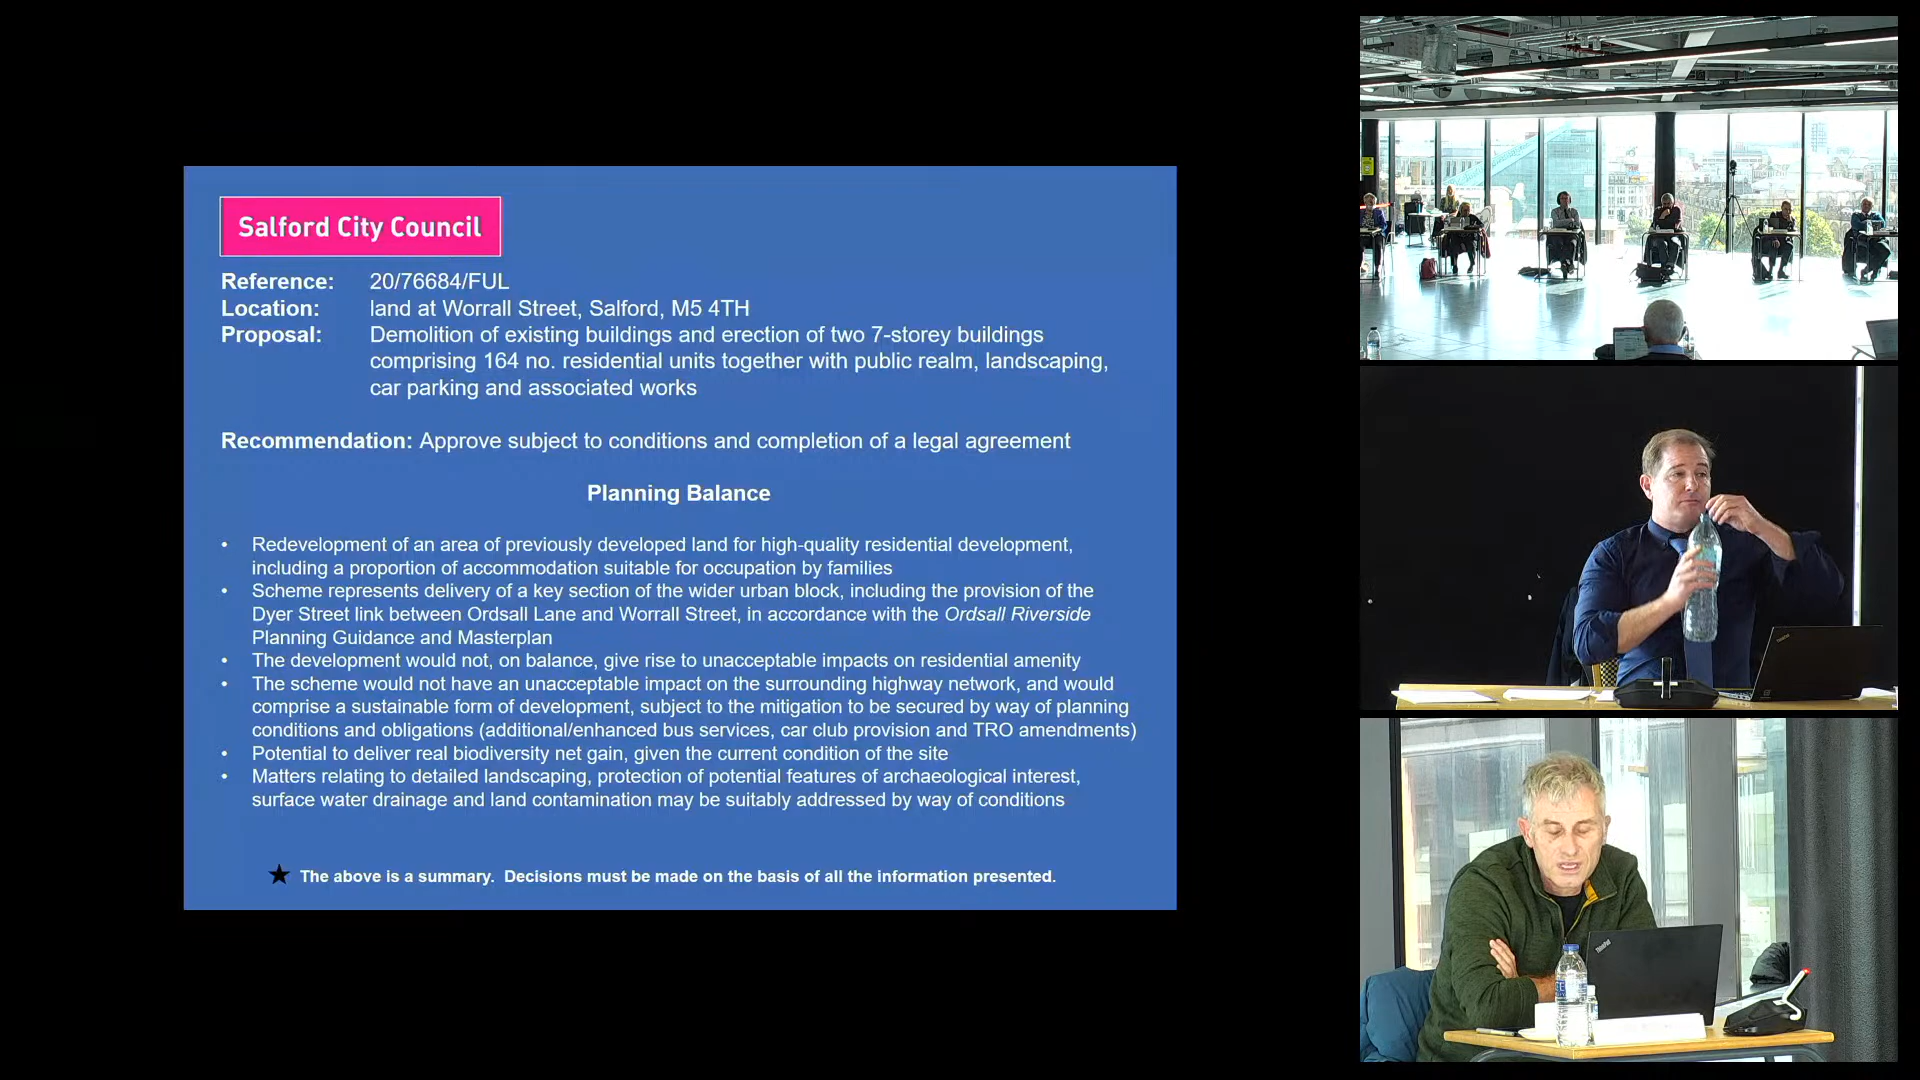 Salford City Council
Reference: 20/76684/FUL
Location: land at Worrall Street, Salford, M5 4TH
Proposal: Demolition of existing buildings and erection of two 7-storey buildings
comprising 164 no. residential units together with public realm, landscaping,
car parking and associated works
Recommendation: Approve subject to conditions and completion of a legal agreement
Planning Balance
• Redevelopment of an area of previously developed land for high-quality residential development,
including a proportion of accommodation suitable for occupation by families
• Scheme represents delivery of a key section of the wider urban block, including the provision of the
Dyer Street link between Ordsall Lane and Worrall Street, in accordance with the Ordsall Riverside
Planning Guidance and Masterplan
• The development would not, on balance, give rise to unacceptable impacts on residential amenity
• The scheme would not have an unacceptable impact on the surrounding highway network, and would
comprise a sustainable form of development, subject to the mitigation to be secured by way of planning
conditions and obligations (additional/enhanced bus services, car club provision and TRO amendments)
• Potential to deliver real biodiversity net gain, given the current condition of the site
• Matters relating to detailed landscaping, protection of potential features of archaeological interest,
surface water drainage and land contamination may be suitably addressed by way of conditions
★ The above is a summary. Decisions must be made on the basis of all the information presented.
ThinkPad